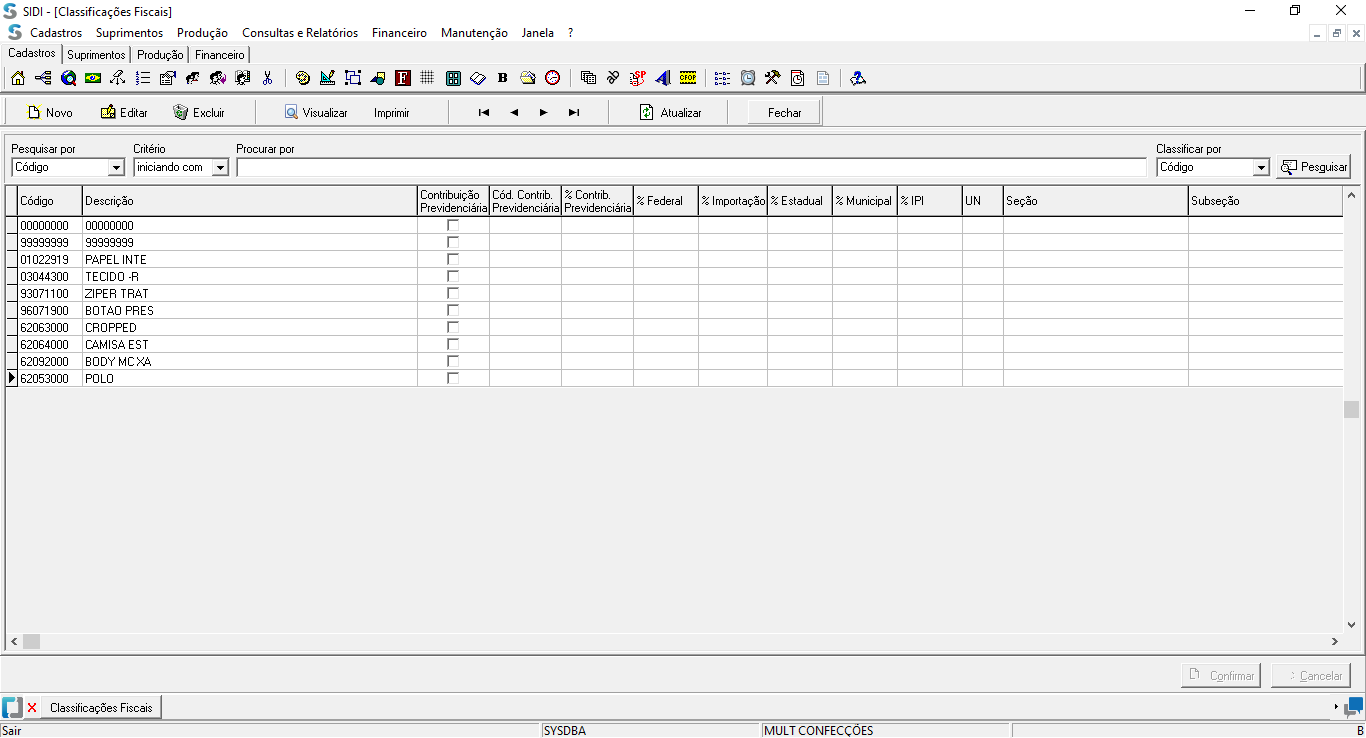 SIDI - [Classificações Fiscais]
Cadastros Suprimentos Produção Consultas e Relatórios Financeiro Manutenção Janela ?
Cadastros Suprimentos Produção Financeiro
F B SP CFOP
Novo Editar Excluir Visualizar Imprimir Atualizar Fechar
Pesquisar por Critério Procurar por Classificar por
Código iniciando com Código Pesquisar
Código Descrição Contribuição Previdenciária Cód. Contrib. Previdenciária % Contrib. Previdenciária % Federal % Importação % Estadual % Municipal % IPI UN Seção Subseção
00000000 00000000
99999999 99999999
01022919 PAPEL INTE
03044300 TECIDO -R
93071100 ZIPER TRAT
96071900 BOTAO PRES
62063000 CROPPED
62064000 CAMISA EST
62092000 BODY MC XA
62053000 POLO
Confirmar Cancelar
Classificações Fiscais
Sair SYSDBA MULT CONFECÇÕES B